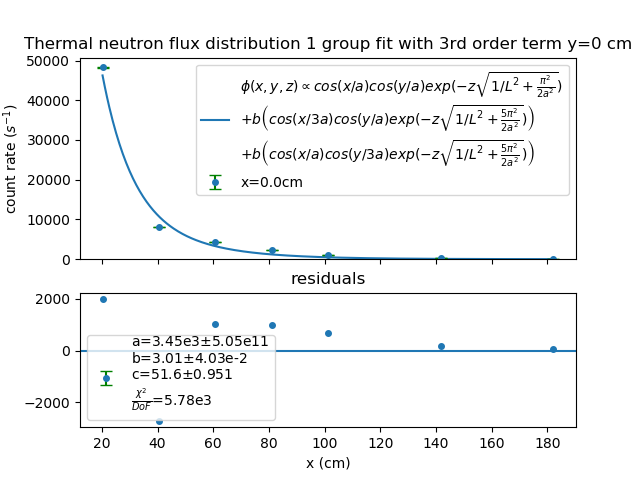 Thermal neutron flux distribution 1 group fit with 3rd order term y=0 cm
50000
40000
30000
20000
10000
0
count rate (s⁻¹)
ϕ(x, y, z) ∝ cos(x/a)cos(y/a)exp(−z√(1/L² + π²/2a²))
+b(cos(x/3a)cos(y/a)exp(−z√(1/L² + 5π²/2a²)))
+b(cos(x/a)cos(y/3a)exp(−z√(1/L² + 5π²/2a²)))
x=0.0cm
residuals
2000
0
−2000
a=3.45e3±5.05e11
b=3.01±4.03e-2
c=51.6±0.951
χ²/DoF=5.78e3
20 40 60 80 100 120 140 160 180
x (cm)